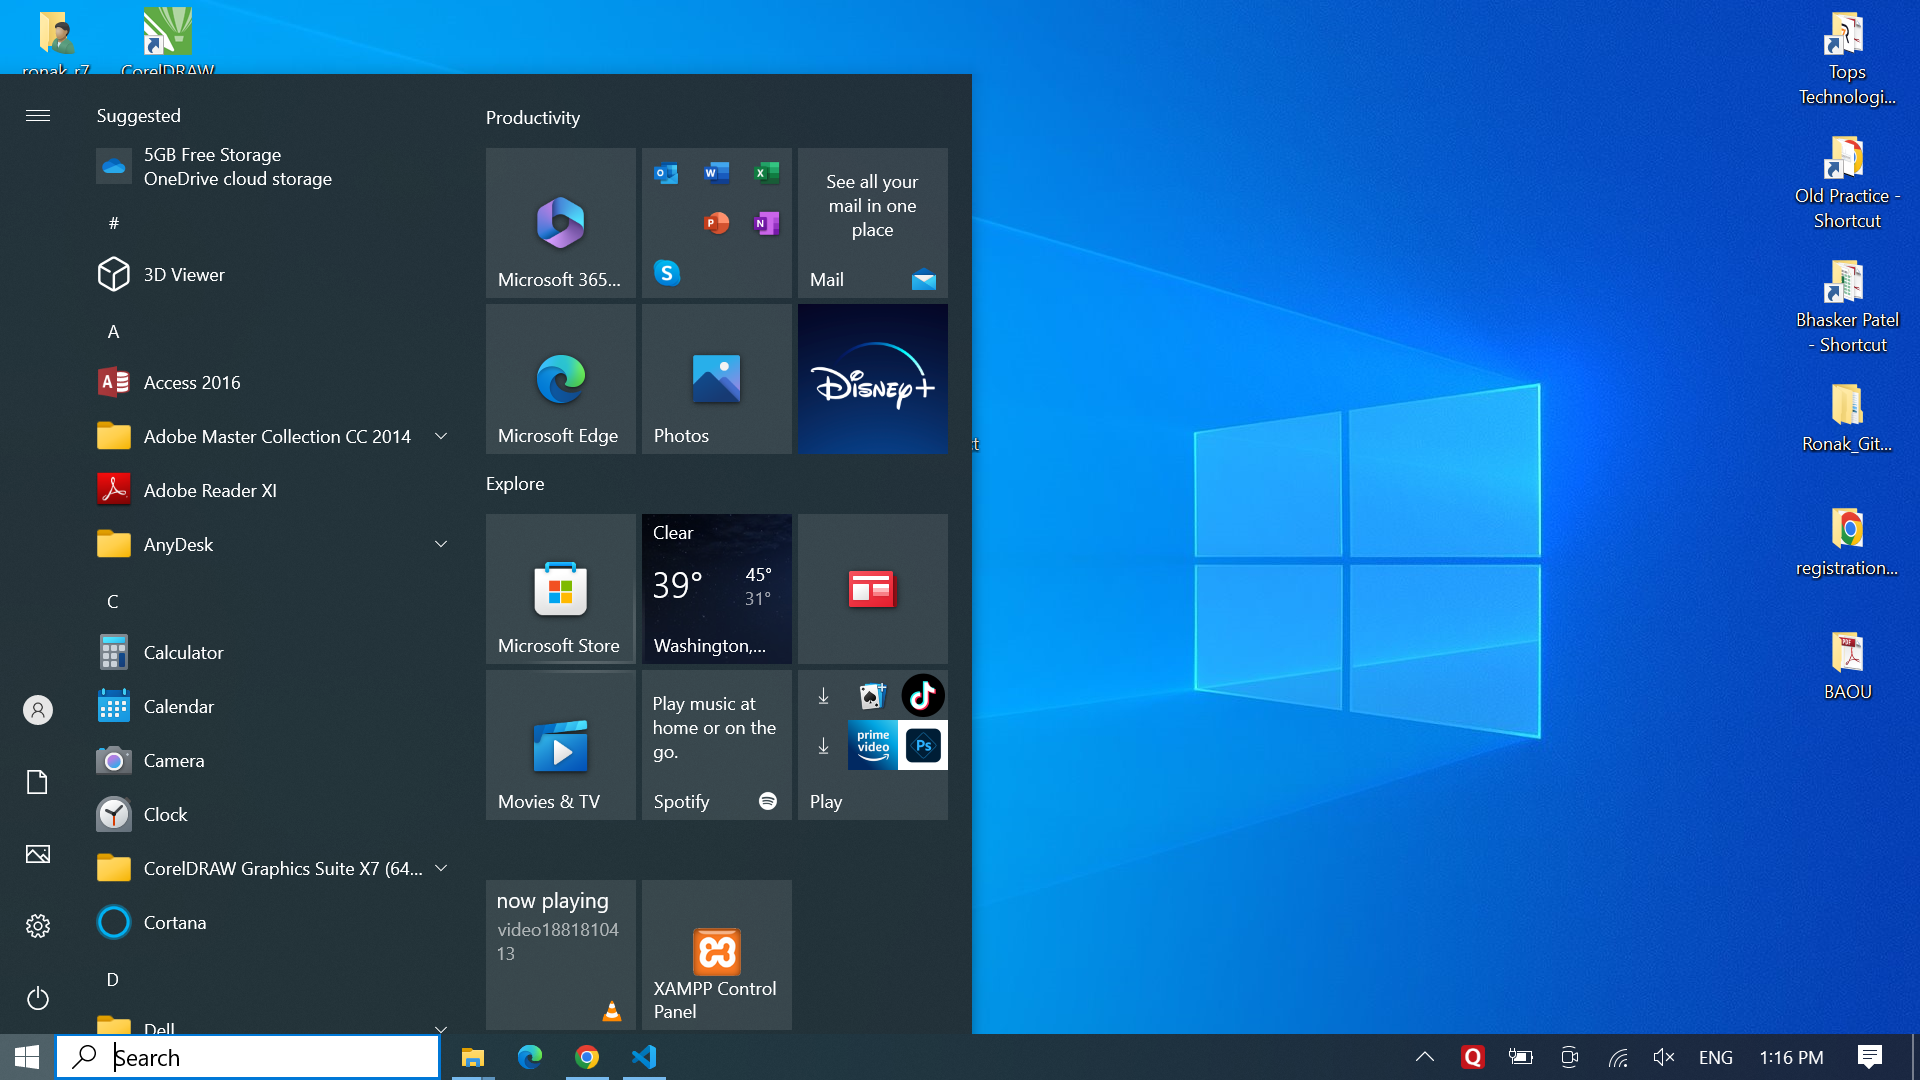 ronak_r7
CorelDRAW
Suggested
5GB Free Storage
OneDrive cloud storage
#
3D Viewer
A
Access 2016
Adobe Master Collection CC 2014
Adobe Reader XI
AnyDesk
C
Calculator
Calendar
Camera
Clock
CorelDRAW Graphics Suite X7 (64...
Cortana
D
Dell
Productivity
Microsoft 365...
See all your
mail in one
place
Mail
Microsoft Edge
Photos
Disney+
Explore
Microsoft Store
Clear
39°
45°
31°
Washington,...
Movies & TV
Play music at
home or on the
go.
Spotify
prime
video
Ps
Play
now playing
video18818104
13
XAMPP Control
Panel
ct
Tops
Technologi...
Old Practice -
Shortcut
Bhasker Patel
- Shortcut
Ronak_Git...
registration...
BAOU
Search
ENG
1:16 PM